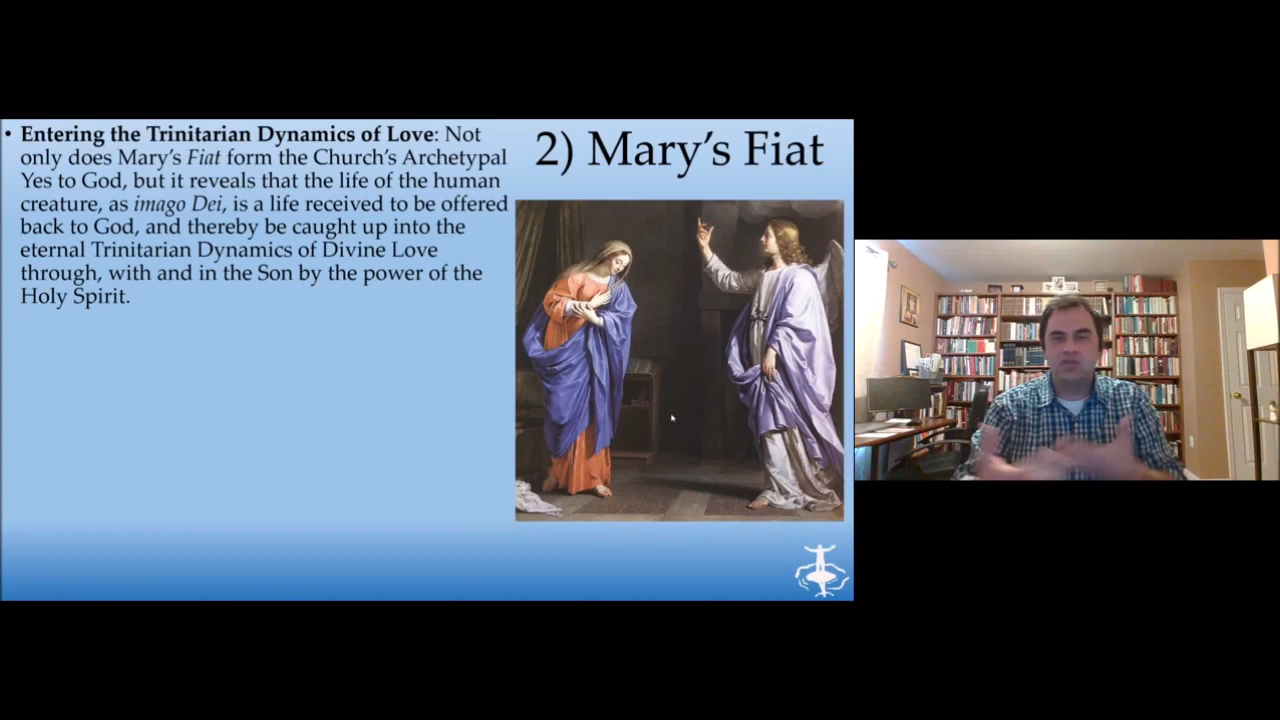 2) Mary’s Fiat
• Entering the Trinitarian Dynamics of Love: Not
only does Mary’s Fiat form the Church’s Archetypal
Yes to God, but it reveals that the life of the human
creature, as imago Dei, is a life received to be offered
back to God, and thereby be caught up into the
eternal Trinitarian Dynamics of Divine Love
through, with and in the Son by the power of the
Holy Spirit.